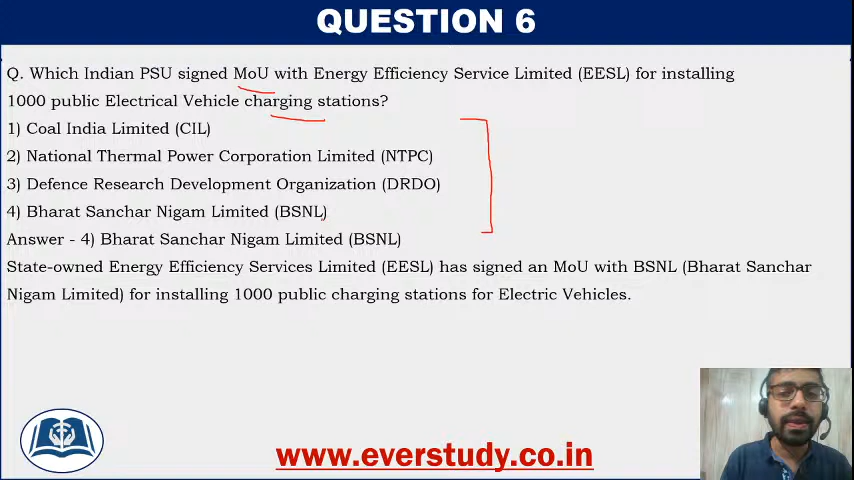 QUESTION 6
Q. Which Indian PSU signed MoU with Energy Efficiency Service Limited (EESL) for installing
1000 public Electrical Vehicle charging stations?
1) Coal India Limited (CIL)
2) National Thermal Power Corporation Limited (NTPC)
3) Defence Research Development Organization (DRDO)
4) Bharat Sanchar Nigam Limited (BSNL)
Answer - 4) Bharat Sanchar Nigam Limited (BSNL)
State-owned Energy Efficiency Services Limited (EESL) has signed an MoU with BSNL (Bharat Sanchar
Nigam Limited) for installing 1000 public charging stations for Electric Vehicles.
www.everstudy.co.in